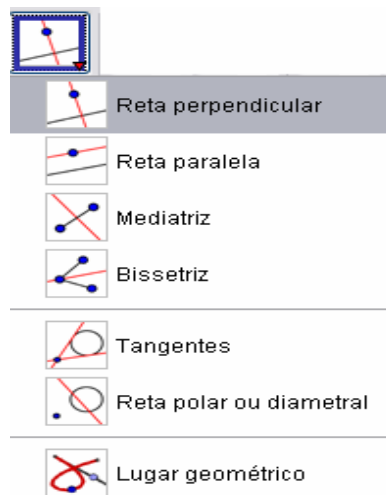 Reta perpendicular
Reta paralela
Mediatriz
Bissetriz
Tangentes
Reta polar ou diametral
Lugar geométrico